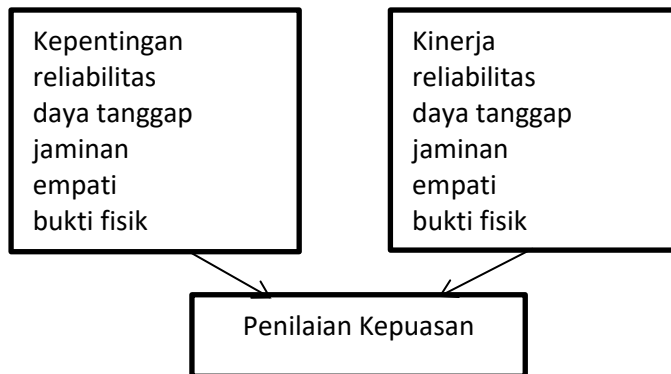 Kepentingan
reliabilitas
daya tanggap
jaminan
empati
bukti fisik
Kinerja
reliabilitas
daya tanggap
jaminan
empati
bukti fisik
Penilaian Kepuasan